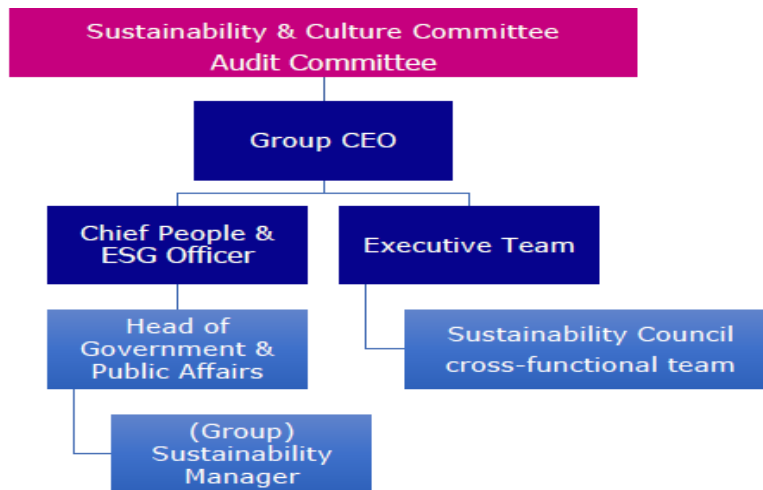 Sustainability & Culture Committee
Audit Committee
Group CEO
Chief People &
ESG Officer
Executive Team
Head of
Government &
Public Affairs
Sustainability Council
cross-functional team
(Group)
Sustainability
Manager